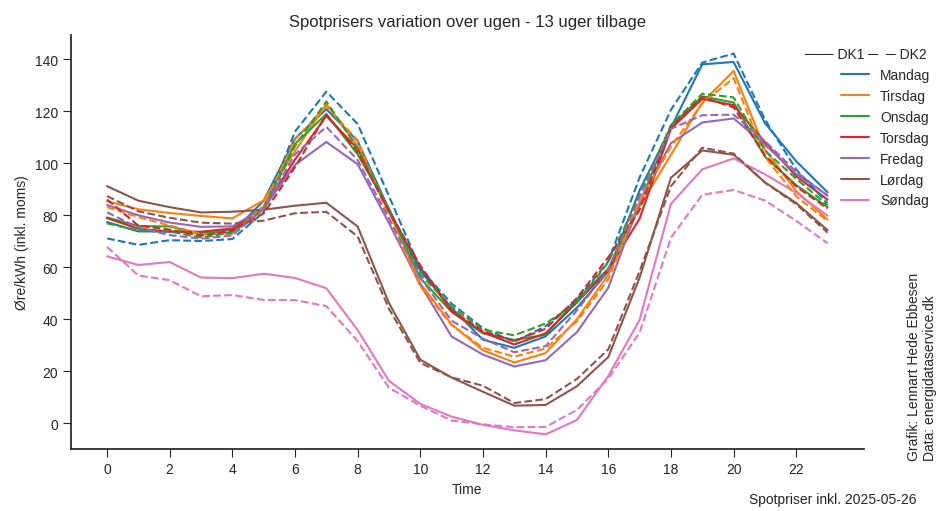 Spotprisers variation over ugen - 13 uger tilbage
DK1 DK2
Mandag
Tirsdag
Onsdag
Torsdag
Fredag
Lørdag
Søndag
Øre/kWh (inkl. moms)
140
120
100
80
60
40
20
0
0 2 4 6 8 10 12 14 16 18 20 22
Time
Grafik: Lennart Hede Ebbesen
Data: energidataservice.dk
Spotpriser inkl. 2025-05-26